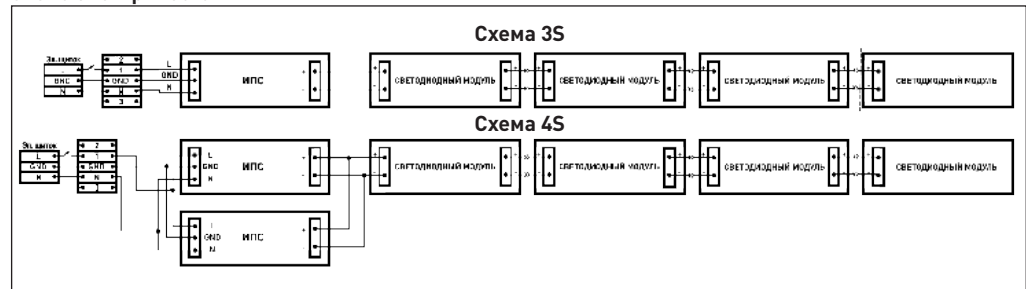 Схема 3S
Эл. щиток
L
GND
N
2
1
GND
N
3
L
GND
N
ИПС
+
-
СВЕТОДИОДНЫЙ МОДУЛЬ
СВЕТОДИОДНЫЙ МОДУЛЬ
СВЕТОДИОДНЫЙ МОДУЛЬ
СВЕТОДИОДНЫЙ МОДУЛЬ
Схема 4S
Эл. щиток
L
GND
N
2
1
GND
N
3
L
GND
N
ИПС
+
-
СВЕТОДИОДНЫЙ МОДУЛЬ
СВЕТОДИОДНЫЙ МОДУЛЬ
СВЕТОДИОДНЫЙ МОДУЛЬ
СВЕТОДИОДНЫЙ МОДУЛЬ
L
GND
N
ИПС
+
-